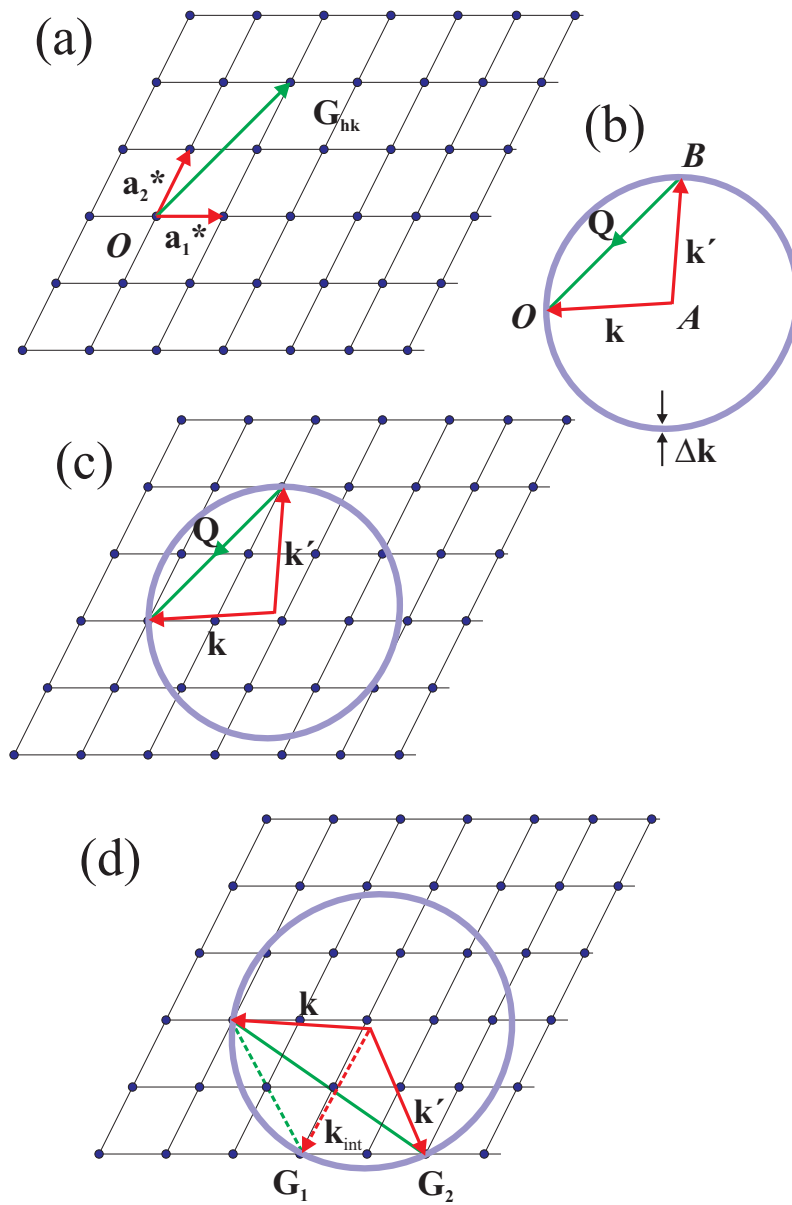 (a)
G_hk
a_2*
O
a_1*
(b)
B
Q
k´
O
k
A
Δk
(c)
Q
k´
k
(d)
k
k´
k_int
G_1
G_2